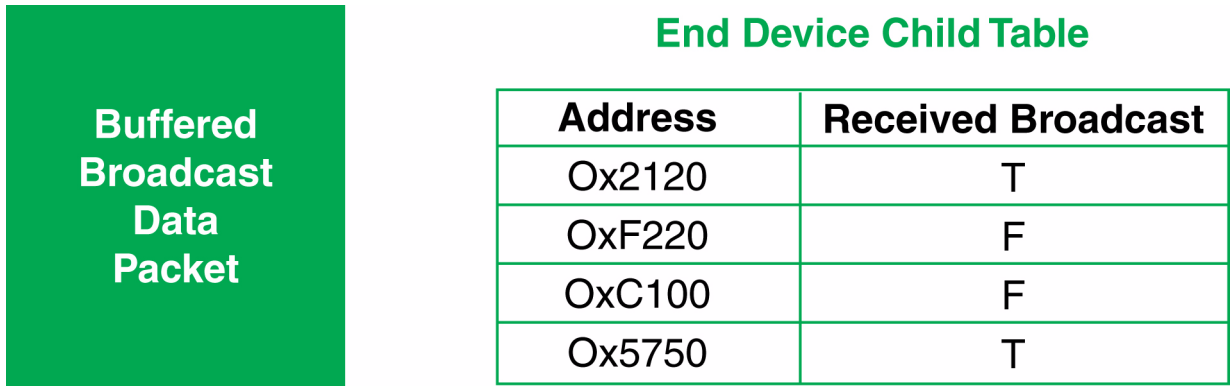 Buffered
Broadcast
Data
Packet
End Device Child Table
Address Received Broadcast
Ox2120 T
OxF220 F
OxC100 F
Ox5750 T